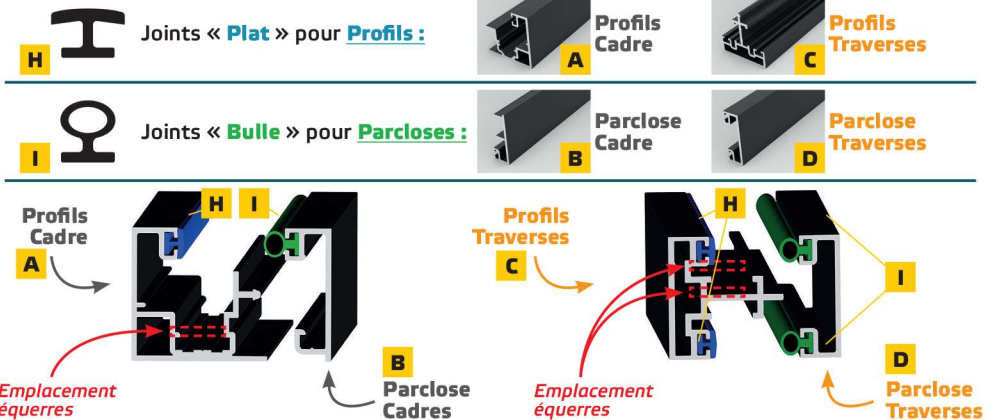 H
Joints « Plat » pour Profils :
A
Profils
Cadre
C
Profils
Traverses
I
Joints « Bulle » pour Parcloses :
B
Parclose
Cadre
D
Parclose
Traverses
Profils
Cadre
A
H
I
Emplacement
équerres
B
Parclose
Cadres
Profils
Traverses
C
H
I
Emplacement
équerres
D
Parclose
Traverses